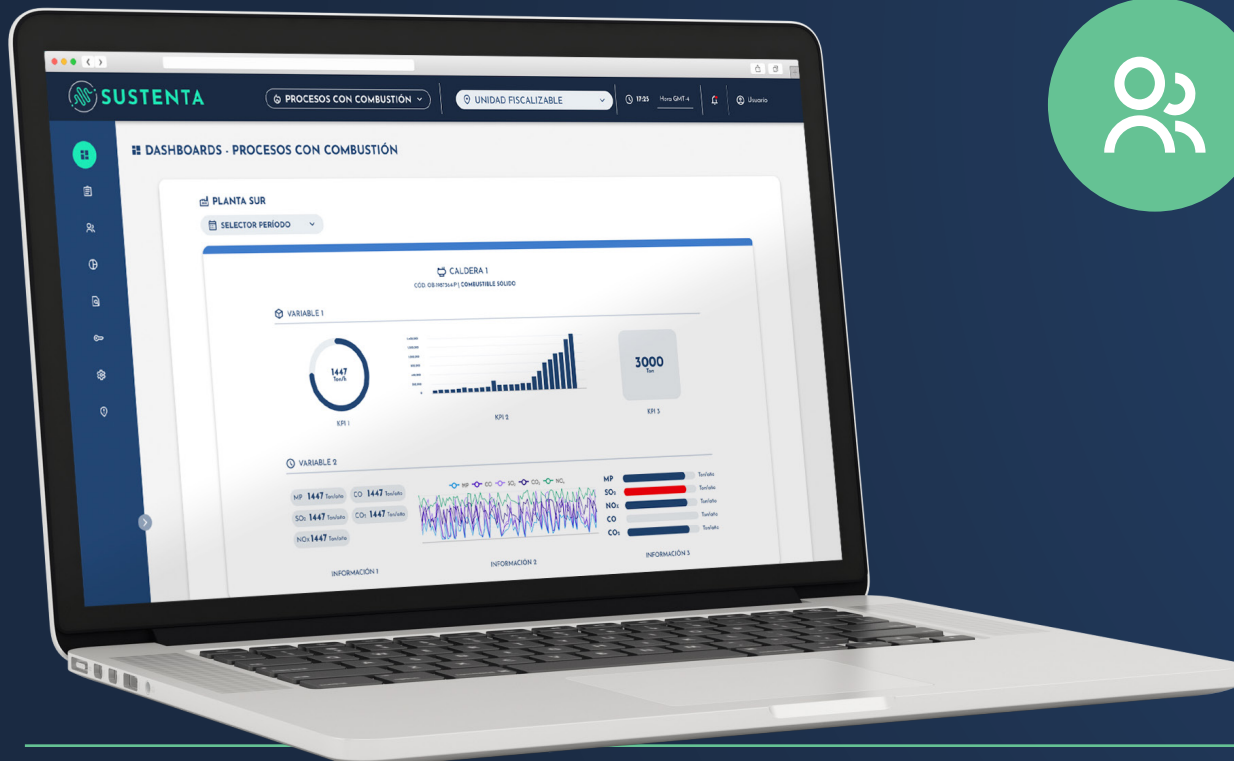 SUSTENTA
PROCESOS CON COMBUSTIÓN
UNIDAD FISCALIZABLE
17:25
Hora GMT-4
Usuario
DASHBOARDS - PROCESOS CON COMBUSTIÓN
PLANTA SUR
SELECTOR PERÍODO
CALDERA 1
COMBUSTIBLE SOLIDO
VARIABLE 1
1447
Ton/h
KPI 1
KPI 2
3000
Ton
KPI 3
VARIABLE 2
MP 1447 Ton/año
CO 1447 Ton/año
SO₂ 1447 Ton/año
CO₂ 1447 Ton/año
NOx 1447 Ton/año
INFORMACIÓN 1
MP CO SO₂ CO₂ NOₓ
INFORMACIÓN 2
MP Ton/año
SO₂ Ton/año
NO₂ Ton/año
CO Ton/año
CO₂ Ton/año
INFORMACIÓN 3